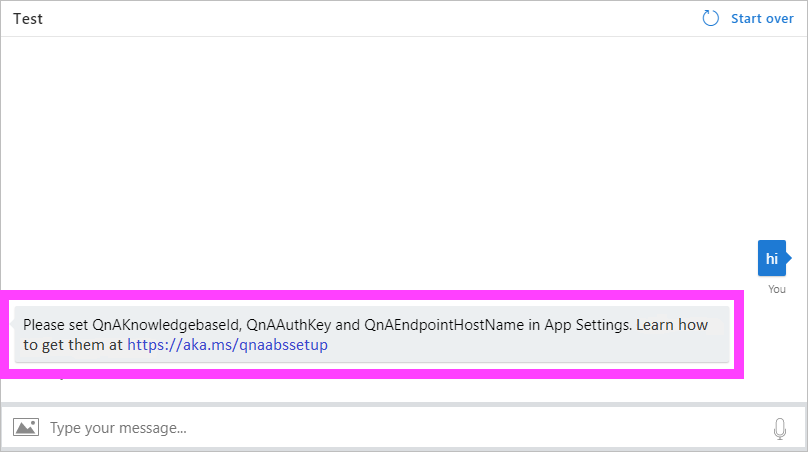 Test
Start over
hi
You
Please set QnAKnowledgebaseId, QnAAuthKey and QnAEndpointHostName in App Settings. Learn how
to get them at https://aka.ms/qnaabssetup
Type your message...